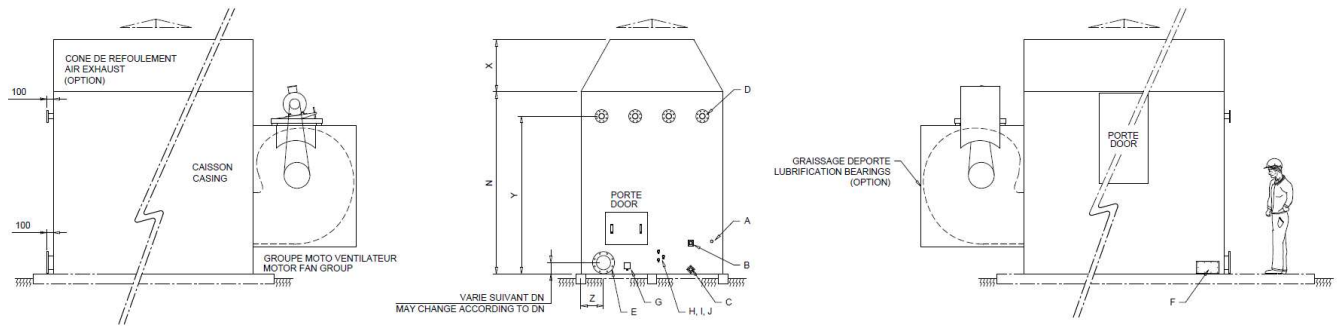 CONE DE REFOULEMENT
AIR EXHAUST
(OPTION)
100
CAISSON
CASING
100
GROUPE MOTO VENTILATEUR
MOTOR FAN GROUP
X
N
Y
D
PORTE
DOOR
A
B
C
Z
E
G
H, I, J
VARIE SUIVANT DN
MAY CHANGE ACCORDING TO DN
PORTE
DOOR
GRAISSAGE DEPORTE
LUBRIFICATION BEARINGS
(OPTION)
F